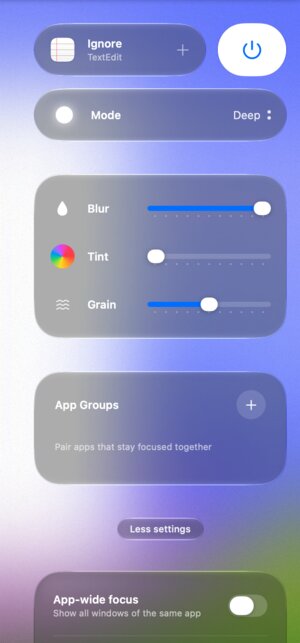 Ignore
TextEdit
Mode
Deep
Blur
Tint
Grain
App Groups
Pair apps that stay focused together
Less settings
App-wide focus
Show all windows of the same app